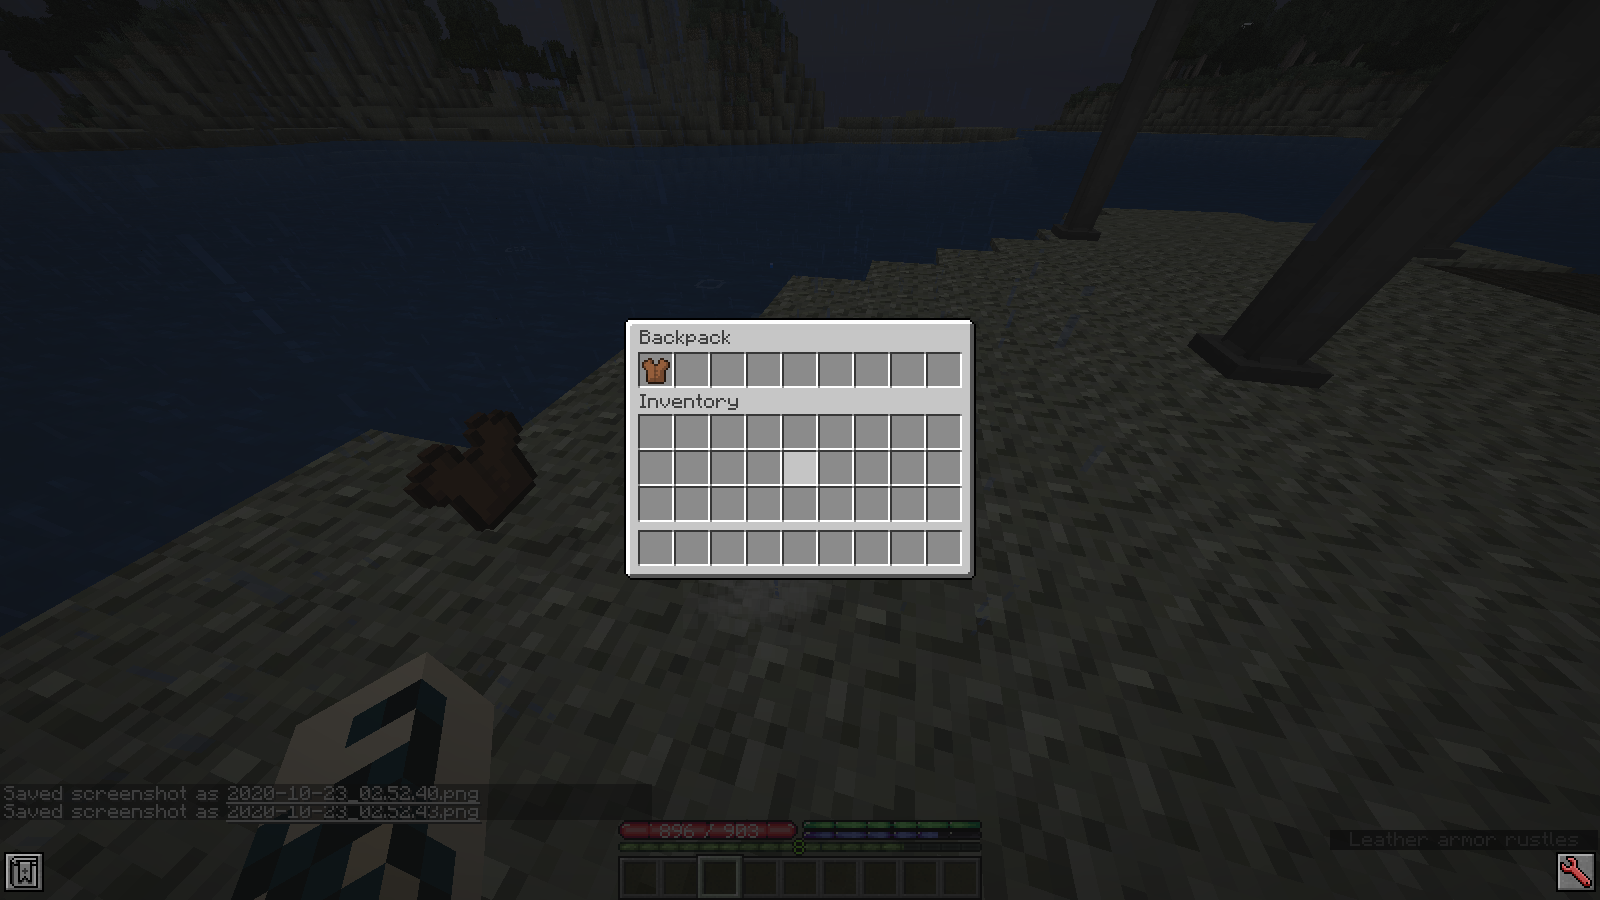 Backpack
Inventory
Saved screenshot as 2020-10-23_02.52.40.png
Saved screenshot as 2020-10-23_02.52.43.png
896 / 903
8
Leather armor rustles